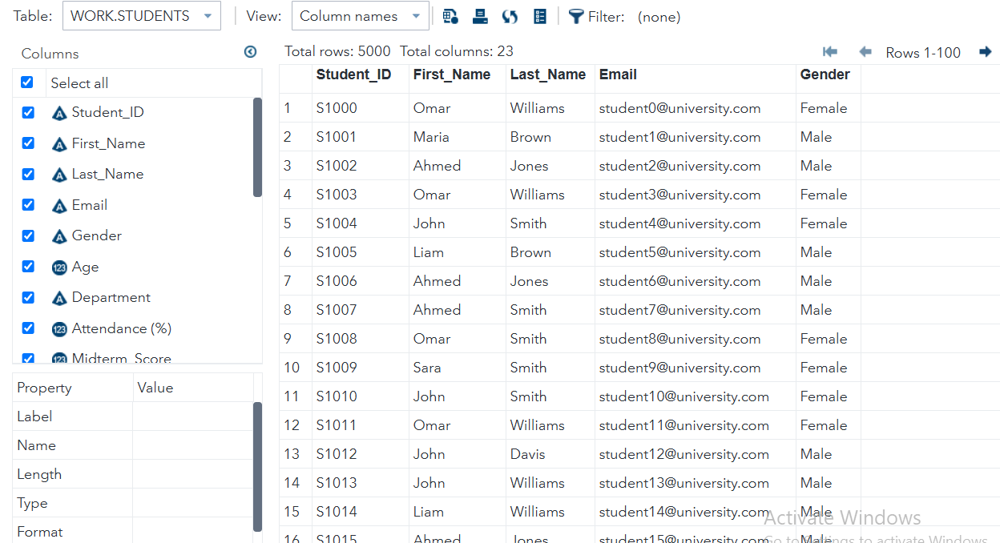 Table: WORK.STUDENTS View: Column names Filter: (none)
Columns
Select all
Student_ID
First_Name
Last_Name
Email
Gender
Age
Department
Attendance (%)
Midterm_Score
Property Value
Label
Name
Length
Type
Format
Total rows: 5000 Total columns: 23 Rows 1-100
Student_ID First_Name Last_Name Email Gender
1 S1000 Omar Williams student0@university.com Female
2 S1001 Maria Brown student1@university.com Male
3 S1002 Ahmed Jones student2@university.com Male
4 S1003 Omar Williams student3@university.com Female
5 S1004 John Smith student4@university.com Female
6 S1005 Liam Brown student5@university.com Male
7 S1006 Ahmed Jones student6@university.com Male
8 S1007 Ahmed Smith student7@university.com Male
9 S1008 Omar Smith student8@university.com Female
10 S1009 Sara Smith student9@university.com Female
11 S1010 John Smith student10@university.com Female
12 S1011 Omar Williams student11@university.com Female
13 S1012 John Davis student12@university.com Male
14 S1013 John Williams student13@university.com Male
15 S1014 Liam Williams student14@university.com Male
16 S1015 Ahmed Jones student15@university.com Male
Activate Windows
Go to Settings to activate Windows.